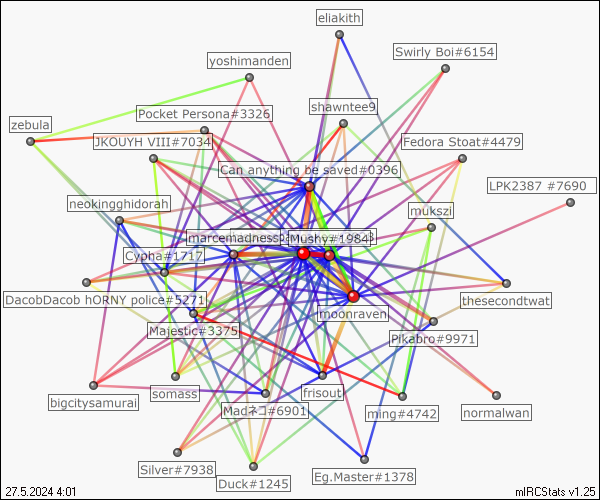 eliakith
Swirly Boi#6154
yoshimanden
shawntee9
Pocket Persona#3326
zebula
JKOUYH VIII#7034
Fedora Stoat#4479
Can anything be saved#0396
LPK2387 #7690
neokingghidorah
mukszi
marcemadness
Mushy#1984
Cypha#1717
DacobDacob hORNY police#5271
thesecondtwat
moonraven
Majestic#3375
Pikabro#9971
bigcitysamurai
somass
frisout
normalwan
Madネコ#6901
ming#4742
Silver#7938
Duck#1245
Eg.Master#1378
27.5.2024 4:01
mIRCStats v1.25